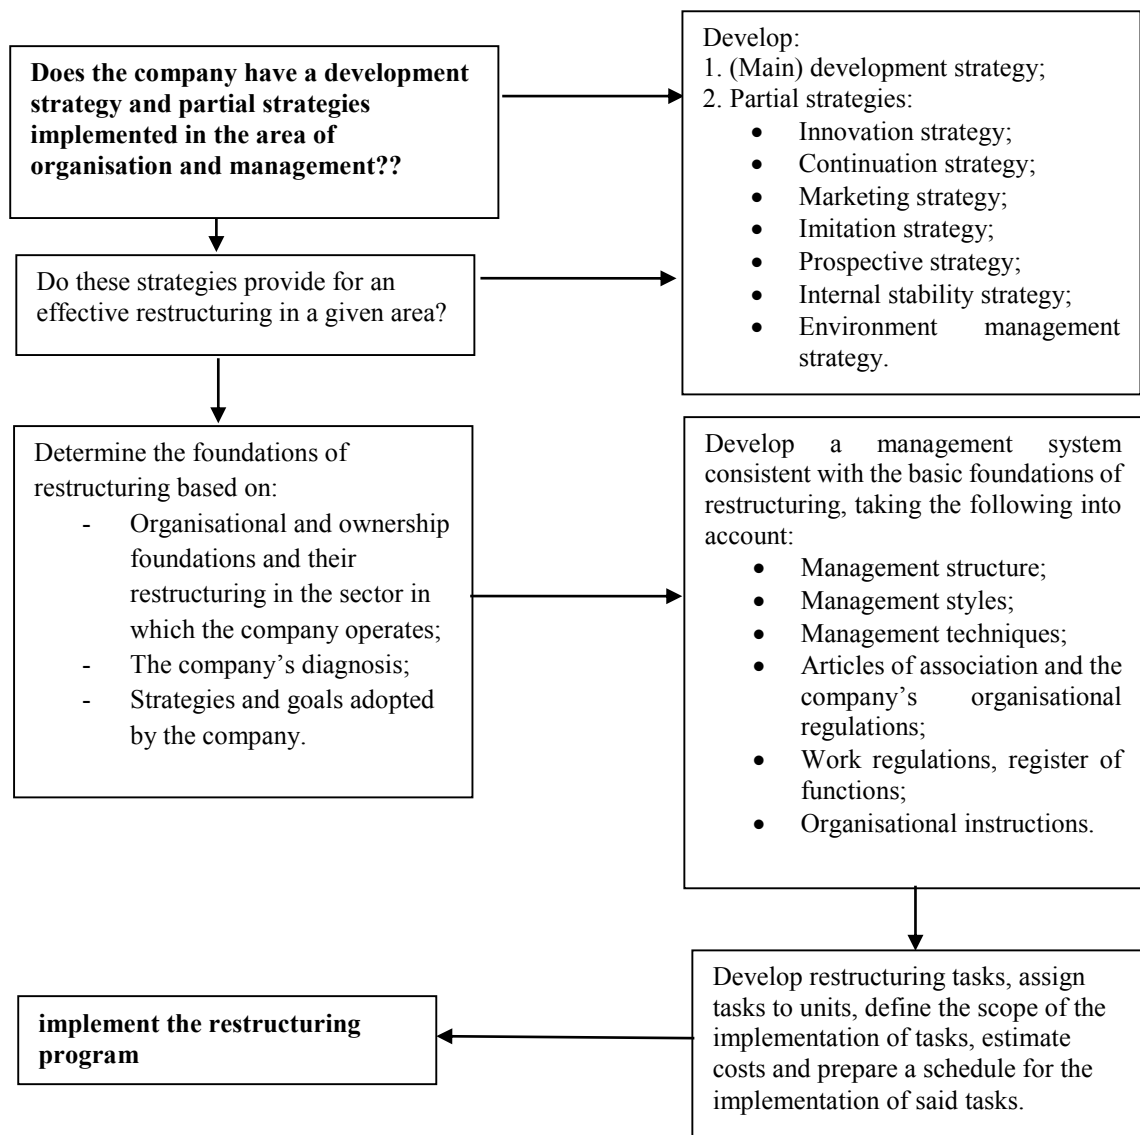 Does the company have a development
strategy and partial strategies
implemented in the area of
organisation and management??
Develop:
1. (Main) development strategy;
2. Partial strategies:
• Innovation strategy;
• Continuation strategy;
• Marketing strategy;
• Imitation strategy;
• Prospective strategy;
• Internal stability strategy;
• Environment management
strategy.
Do these strategies provide for an
effective restructuring in a given area?
Determine the foundations of
restructuring based on:
- Organisational and ownership
foundations and their
restructuring in the sector in
which the company operates;
- The company’s diagnosis;
- Strategies and goals adopted
by the company.
Develop a management system
consistent with the basic foundations of
restructuring, taking the following into
account:
• Management structure;
• Management styles;
• Management techniques;
• Articles of association and the
company’s organisational
regulations;
• Work regulations, register of
functions;
• Organisational instructions.
Develop restructuring tasks, assign
tasks to units, define the scope of the
implementation of tasks, estimate
costs and prepare a schedule for the
implementation of said tasks.
implement the restructuring
program